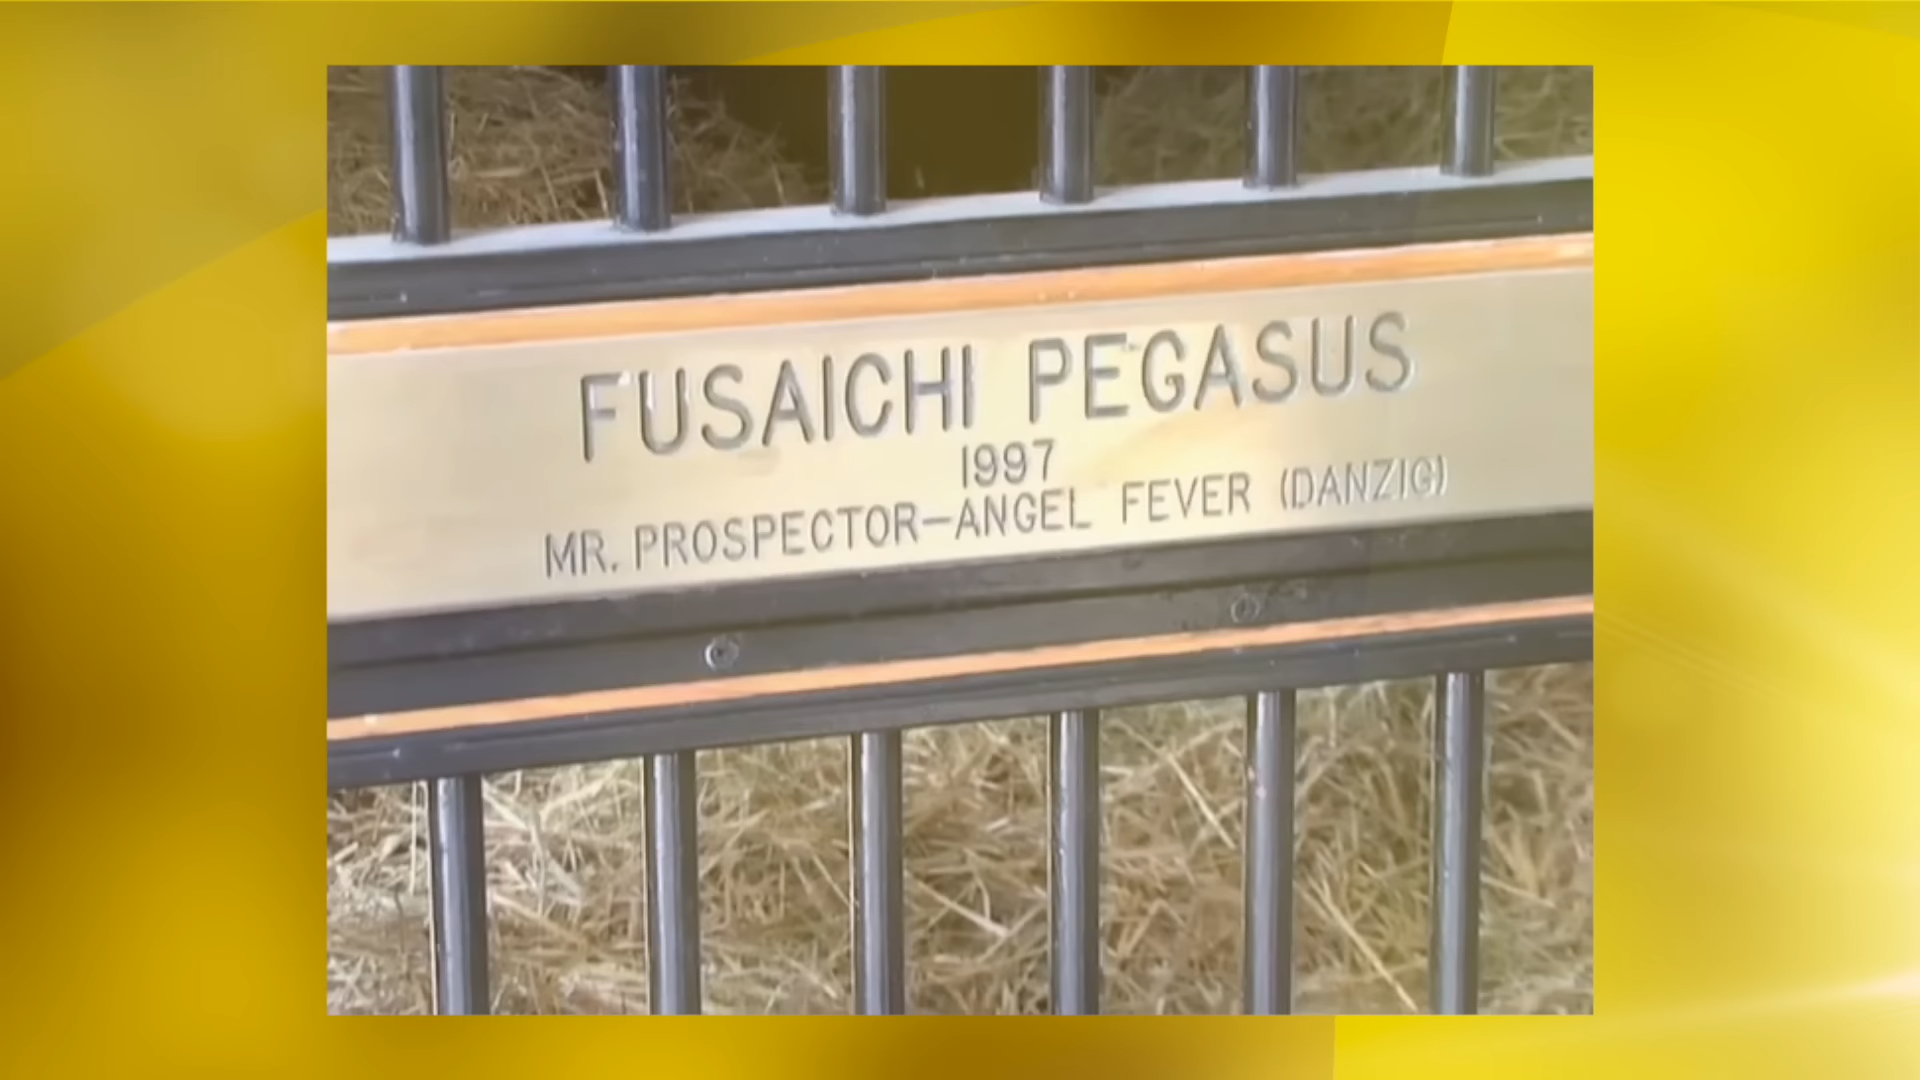 FUSAICHI PEGASUS
1997
MR. PROSPECTOR-ANGEL FEVER (DANZIG)